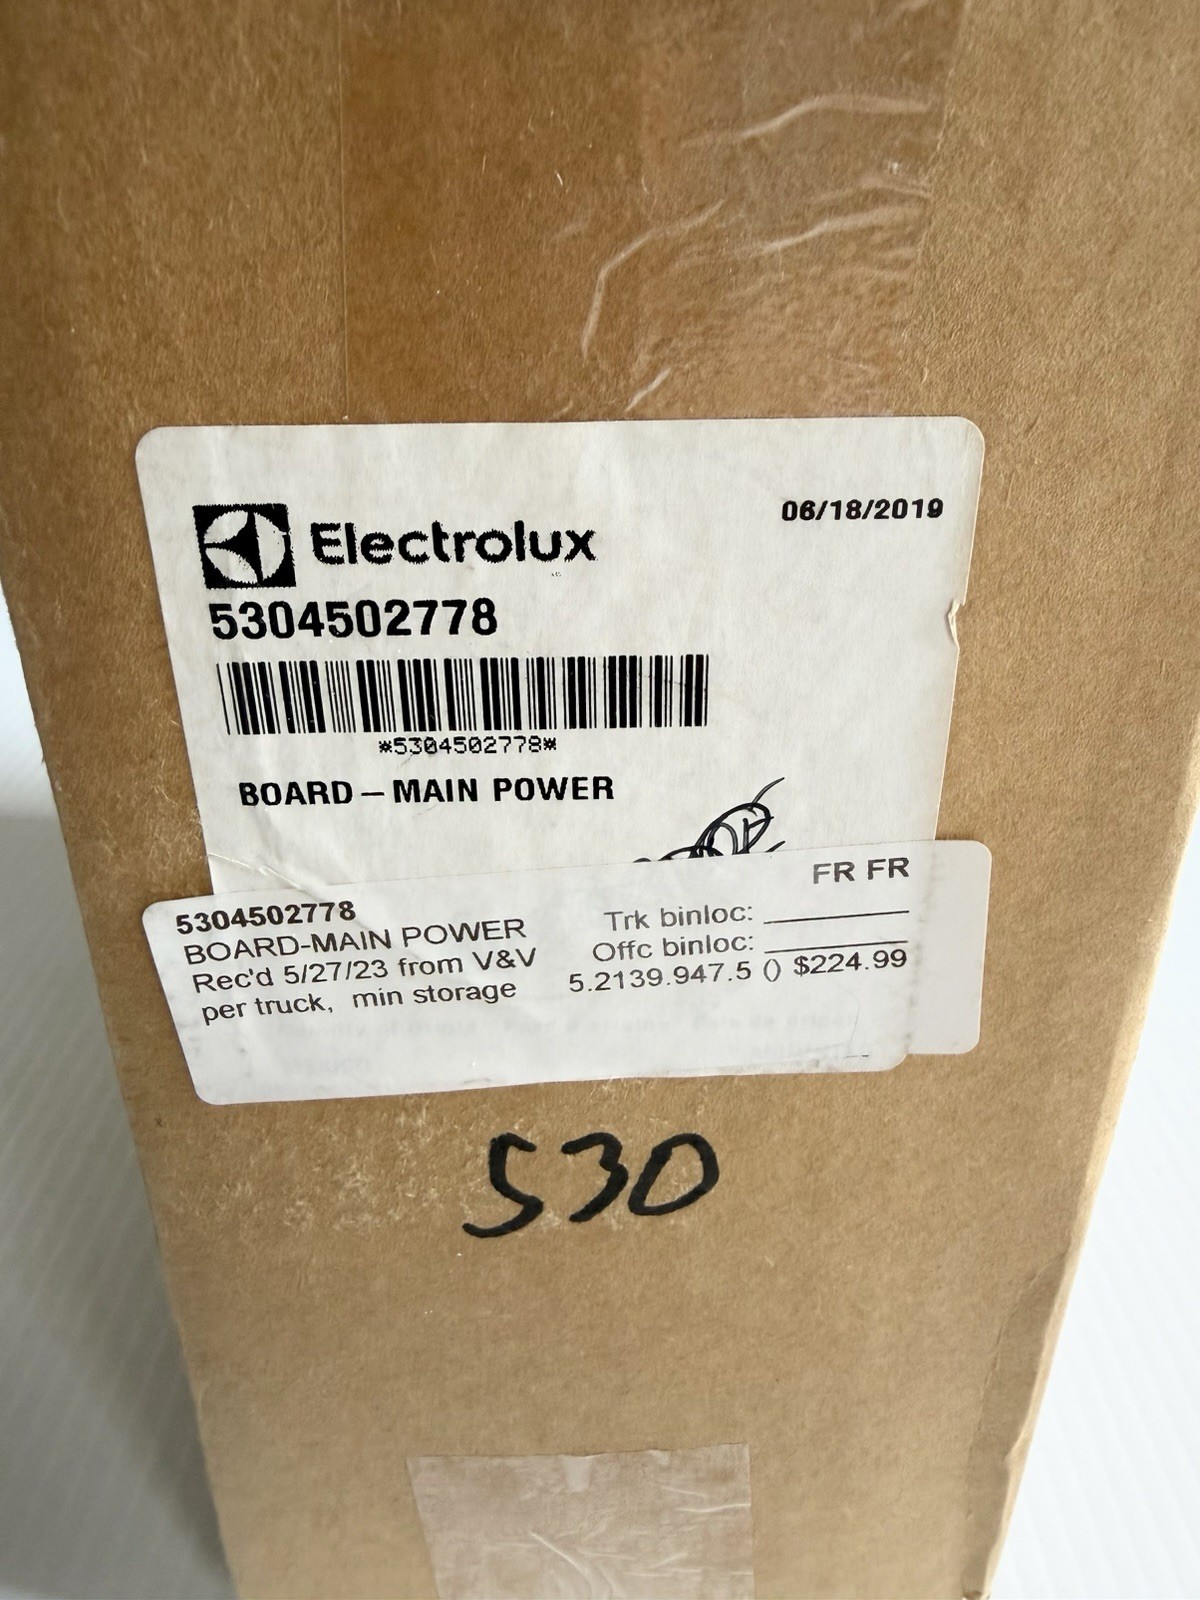 06/18/2019
Electrolux
5304502778
*5304502778*
BOARD – MAIN POWER
FR FR
5304502778
BOARD-MAIN POWER
Rec'd 5/27/23 from V&V
per truck, min storage
Trk binloc:
Offc binloc:
5.2139.947.5 () $224.99
530